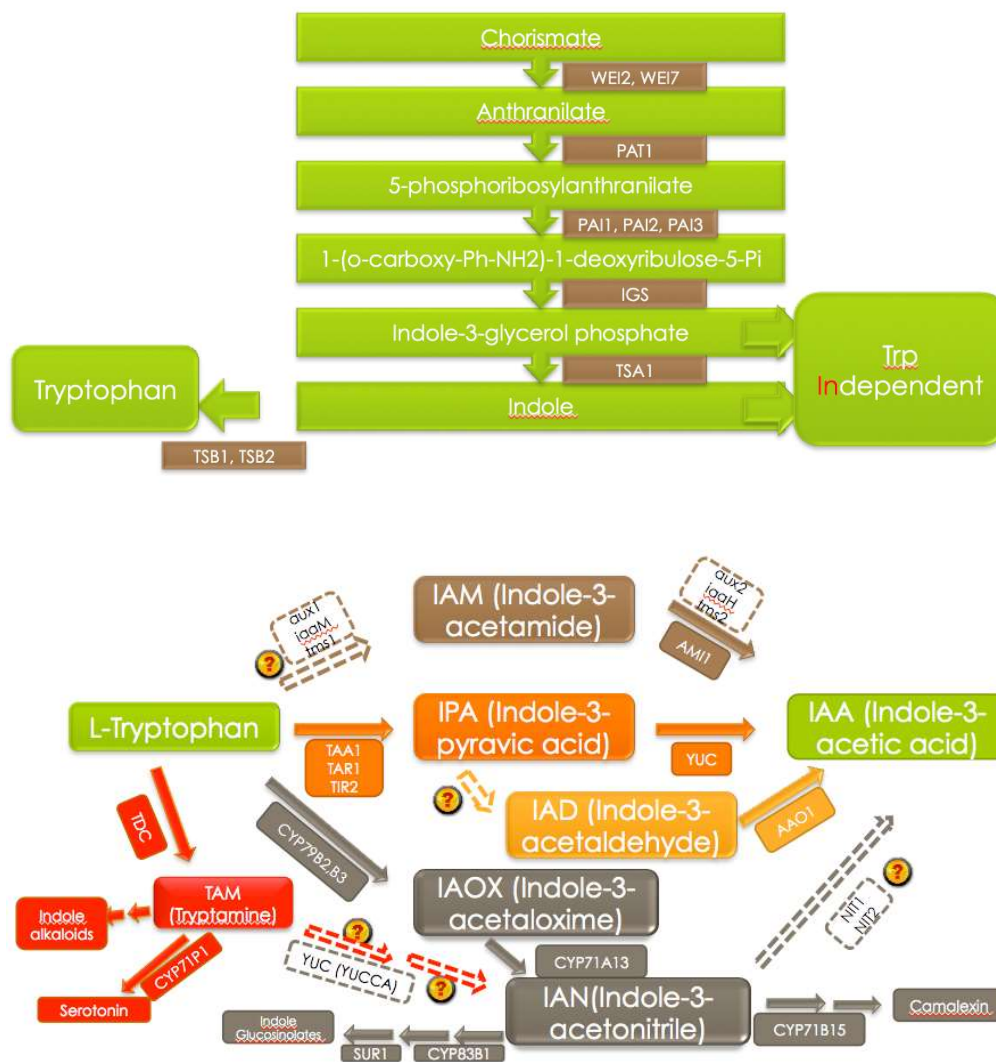 Chorismate
WEI2, WEI7
Anthranilate
PAT1
5-phosphoribosylanthranilate
PAI1, PAI2, PAI3
1-(o-carboxy-Ph-NH2)-1-deoxyribulose-5-Pi
IGS
Indole-3-glycerol phosphate
TSA1
Indole
Trp
Independent
Tryptophan
TSB1, TSB2
aux1
iaaM
tms1
?
IAM (Indole-3-
acetamide)
aux2
iaaH
tms2
AMI1
L-Tryptophan
TAA1
TAR1
TIR2
IPA (Indole-3-
pyravic acid)
YUC
IAA (Indole-3-
acetic acid)
?
IAD (Indole-3-
acetaldehyde)
AAO1
TDC
CYP79B2,B3
TAM
(Tryptamine)
Indole
alkaloids
CYP71P1
Serotonin
IAOX (Indole-3-
acetaloxime)
?
YUC (YUCCA)
?
CYP71A13
NIT1
NIT2
?
IAN(Indole-3-
acetonitrile)
CYP71B15
Camalexin
Indole
Glucosinolates
SUR1
CYP83B1